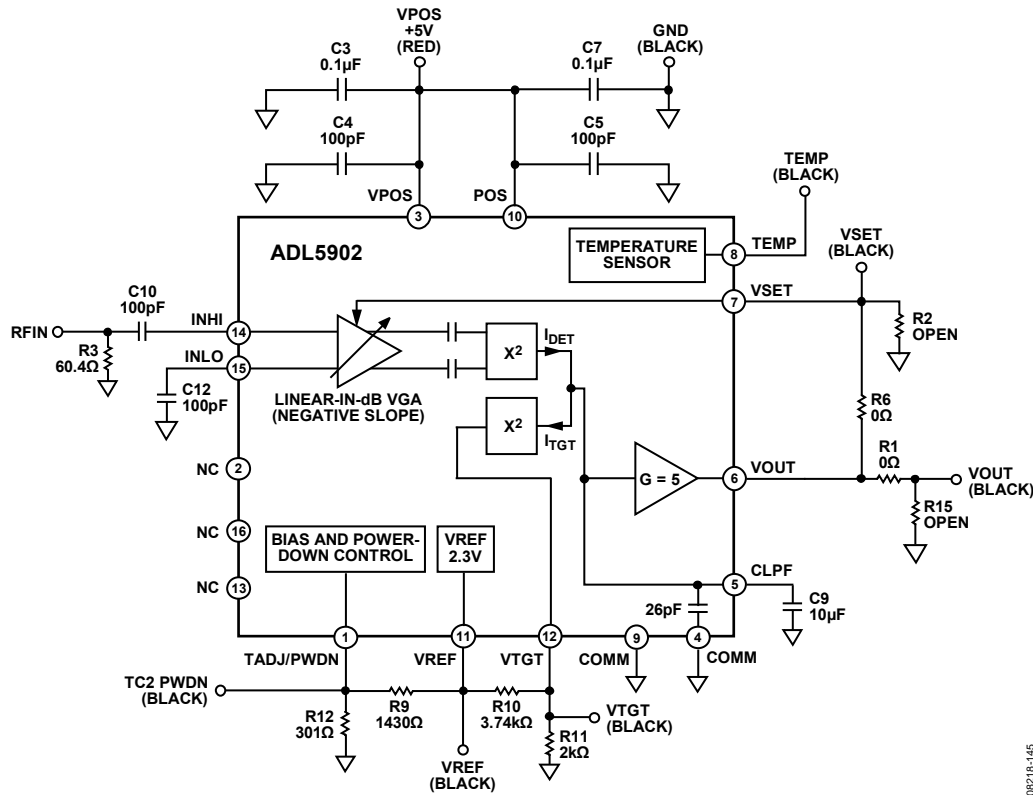 VPOS
+5V
(RED)
GND
(BLACK)
C3
0.1µF
C7
0.1µF
C4
100pF
C5
100pF
TEMP
(BLACK)
VPOS
3
POS
10
ADL5902
TEMPERATURE
SENSOR
8
TEMP
VSET
(BLACK)
7
VSET
R2
OPEN
C10
100pF
RFIN
INHI
14
R3
60.4Ω
INLO
15
C12
100pF
LINEAR-IN-dB VGA
(NEGATIVE SLOPE)
X2
IDET
X2
ITGT
R6
0Ω
G = 5
VOUT
6
R1
0Ω
VOUT
(BLACK)
R15
OPEN
NC
2
NC
16
NC
13
BIAS AND POWER-
DOWN CONTROL
VREF
2.3V
26pF
CLPF
5
C9
10µF
1
11
12
9
4
TADJ/PWDN
VREF
VTGT
COMM
COMM
TC2 PWDN
(BLACK)
R12
301Ω
R9
1430Ω
R10
3.74kΩ
VTGT
(BLACK)
R11
2kΩ
VREF
(BLACK)
08218-145